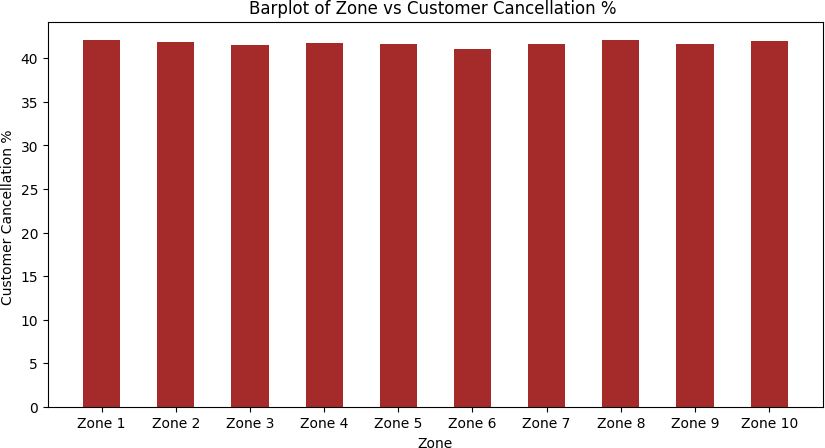 Barplot of Zone vs Customer Cancellation %
Customer Cancellation %
40
35
30
25
20
15
10
5
0
Zone 1 Zone 2 Zone 3 Zone 4 Zone 5 Zone 6 Zone 7 Zone 8 Zone 9 Zone 10
Zone